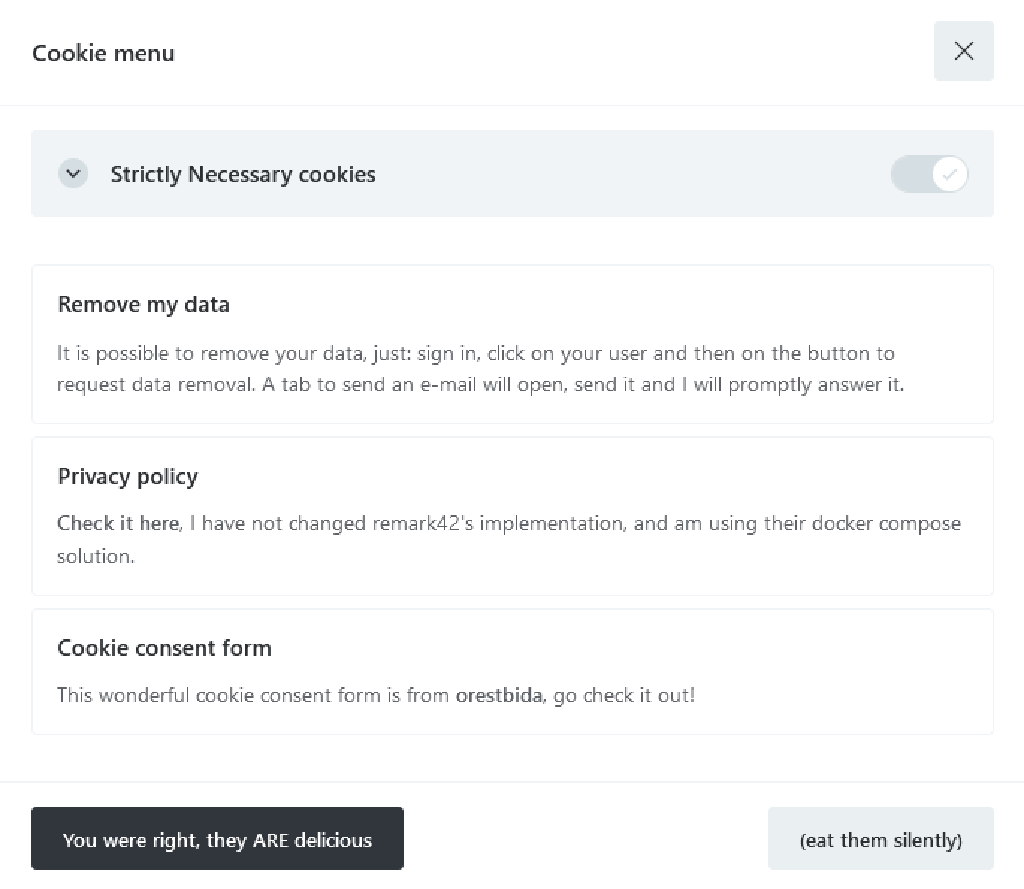 Cookie menu
Strictly Necessary cookies
Remove my data
It is possible to remove your data, just: sign in, click on your user and then on the button to
request data removal. A tab to send an e-mail will open, send it and I will promptly answer it.
Privacy policy
Check it here, I have not changed remark42's implementation, and am using their docker compose
solution.
Cookie consent form
This wonderful cookie consent form is from orestbida, go check it out!
You were right, they ARE delicious
(eat them silently)